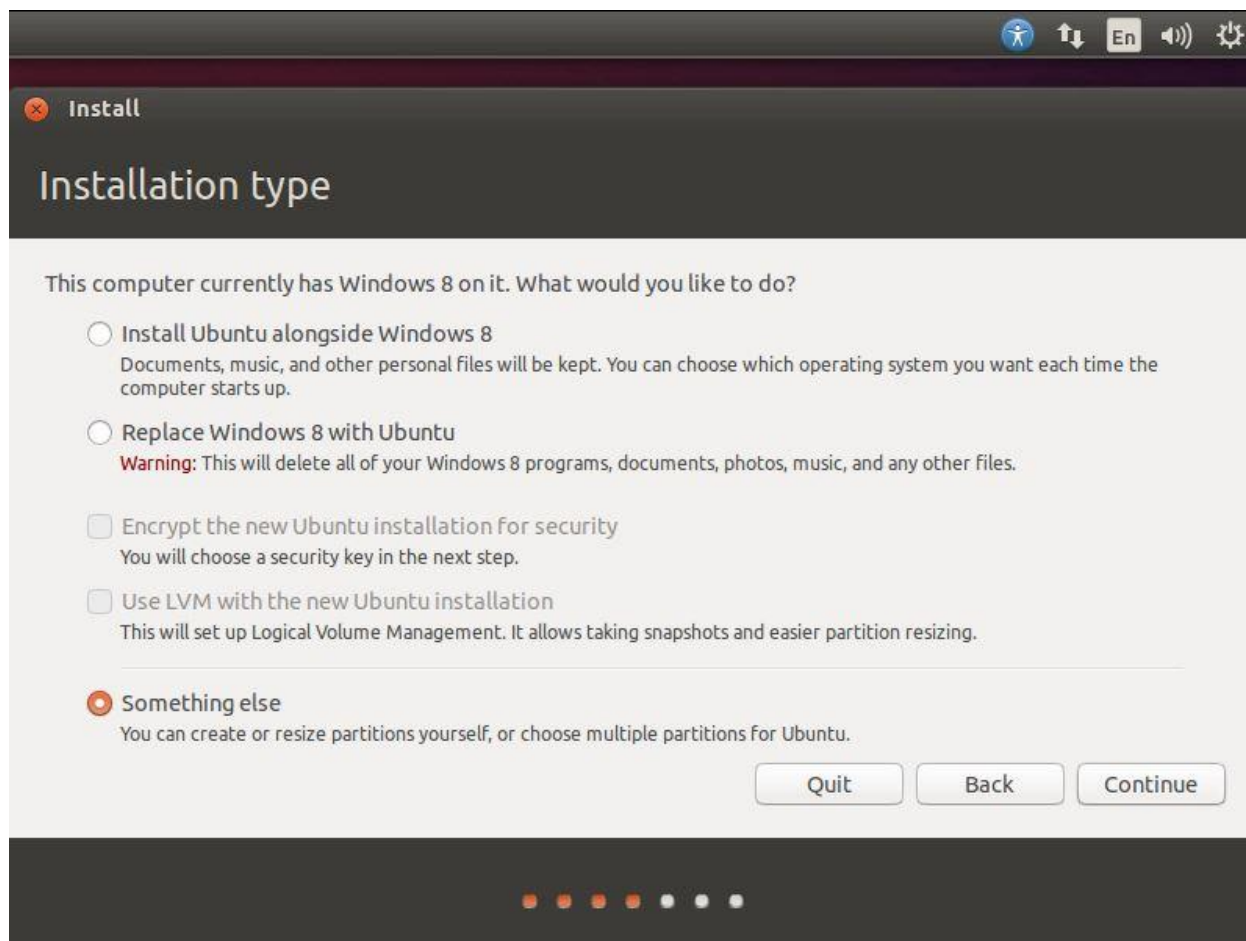 En
Install
Installation type
This computer currently has Windows 8 on it. What would you like to do?
Install Ubuntu alongside Windows 8
Documents, music, and other personal files will be kept. You can choose which operating system you want each time the
computer starts up.
Replace Windows 8 with Ubuntu
Warning: This will delete all of your Windows 8 programs, documents, photos, music, and any other files.
Encrypt the new Ubuntu installation for security
You will choose a security key in the next step.
Use LVM with the new Ubuntu installation
This will set up Logical Volume Management. It allows taking snapshots and easier partition resizing.
Something else
You can create or resize partitions yourself, or choose multiple partitions for Ubuntu.
Quit Back Continue